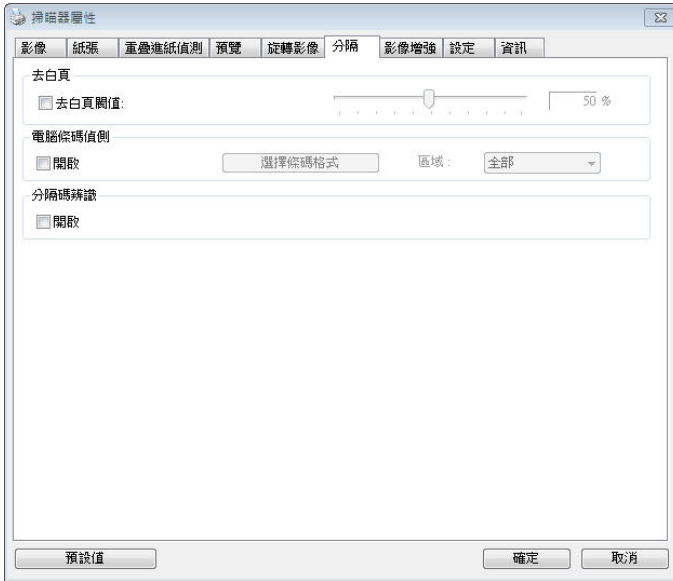 掃瞄器屬性
影像 紙張 重疊進紙偵測 預覽 旋轉影像 分隔 影像增強 設定 資訊
去白頁
去白頁閥值: 50 %
電腦條碼偵側
開啟 選擇條碼格式 區域 : 全部
分隔碼辨識
開啟
預設值 確定 取消